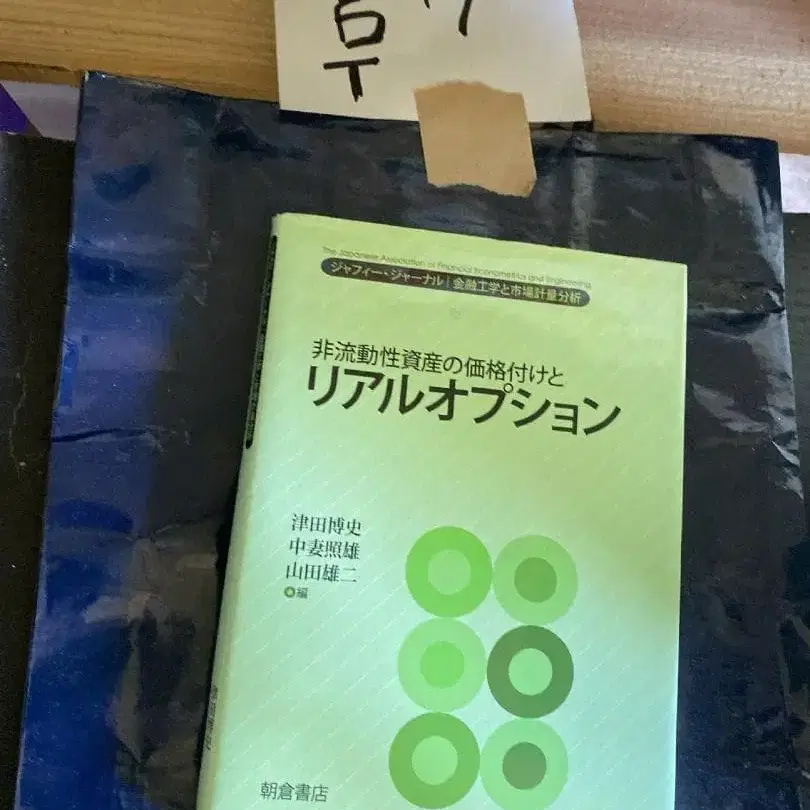 The Japanese Association of Financial Econometrics and Engineering
ジャフィー・ジャーナル｜金融工学と市場計量分析
非流動性資産の価格付けと
リアルオプション
津田博史
中妻照雄
山田雄二
◎編
朝倉書店